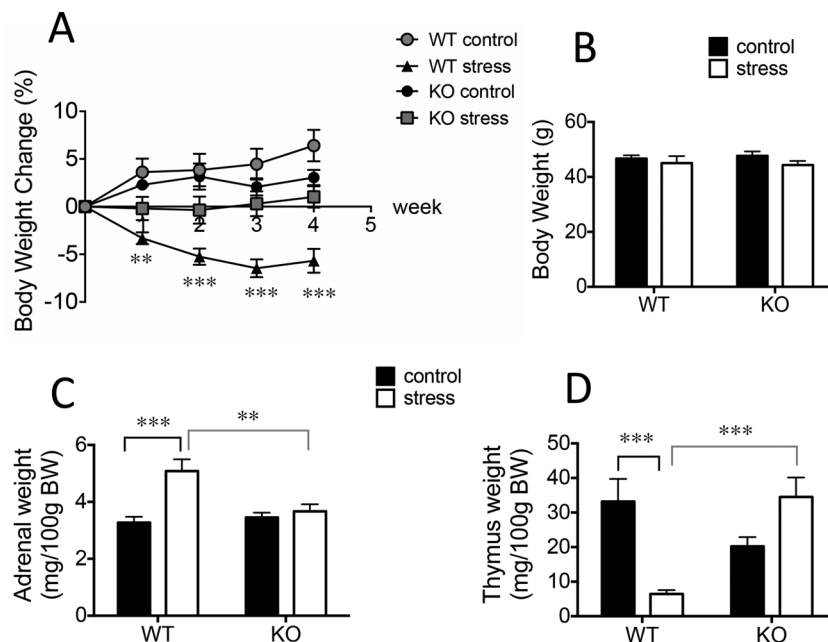 A
WT control
WT stress
KO control
KO stress
Body Weight Change (%)
10
5
0
-5
-10
2
3
4
5
week
**
***
***
***
B
control
stress
Body Weight (g)
60
40
20
0
WT
KO
C
control
stress
Adrenal weight
(mg/100g BW)
6
4
2
0
***
**
WT
KO
D
Thymus weight
(mg/100g BW)
50
40
30
20
10
0
***
***
WT
KO